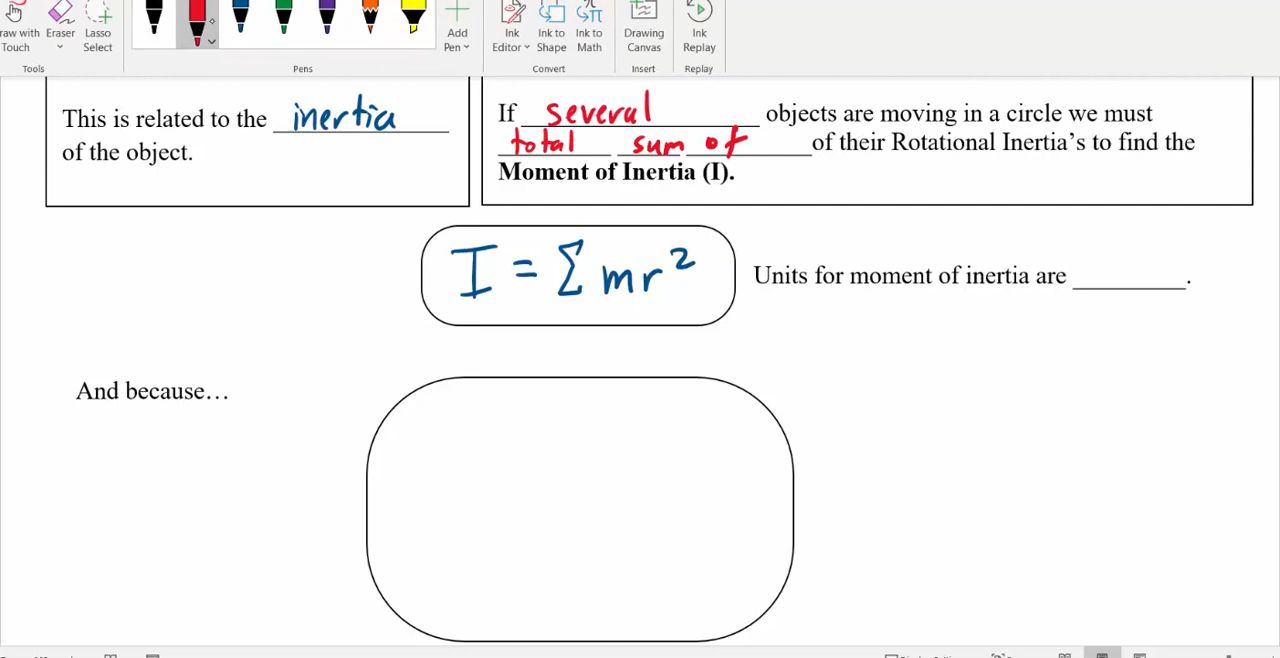 raw with Touch
Eraser
Lasso Select
Add Pen
Ink Editor
Ink to Shape
Ink to Math
Drawing Canvas
Ink Replay
Tools
Pens
Convert
Insert
Replay
This is related to the inertia
of the object.
If several objects are moving in a circle we must
total sum of of their Rotational Inertia's to find the
Moment of Inertia (I).
I = Σ mr²
Units for moment of inertia are ________.
And because…